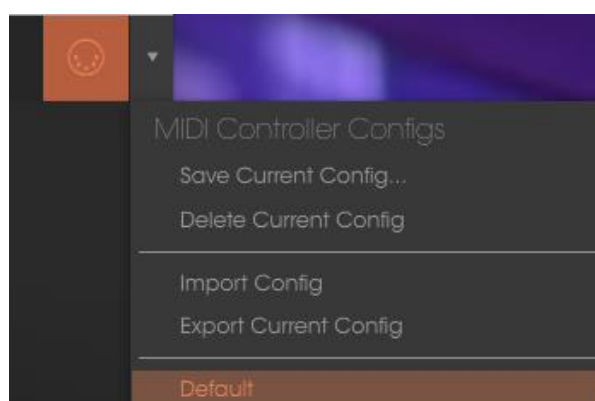 MIDI Controller Configs
Save Current Config...
Delete Current Config
Import Config
Export Current Config
Default